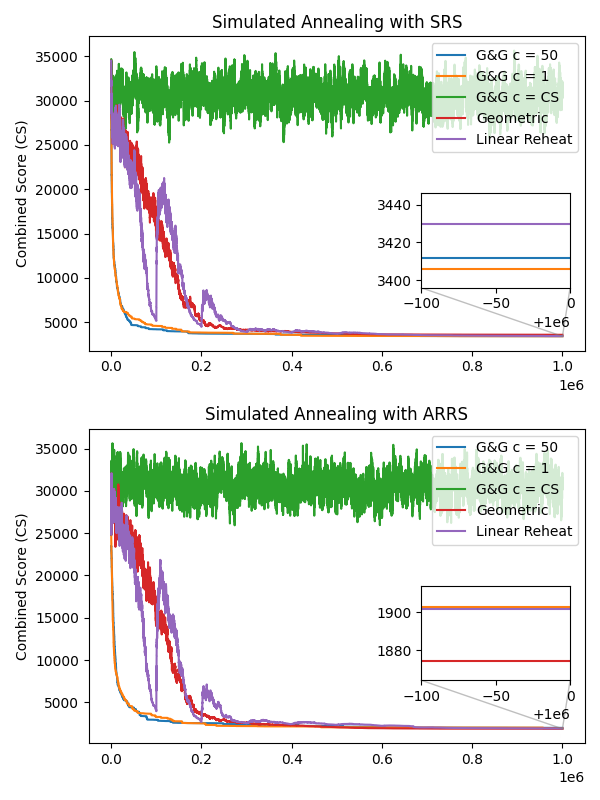 Simulated Annealing with SRS
Combined Score (CS)
35000
30000
25000
20000
15000
10000
5000
G&G c = 50
G&G c = 1
G&G c = CS
Geometric
Linear Reheat
3440
3420
3400
−100
−50
0
+1e6
0.0
0.2
0.4
0.6
0.8
1.0
1e6
Simulated Annealing with ARRS
Combined Score (CS)
35000
30000
25000
20000
15000
10000
5000
G&G c = 50
G&G c = 1
G&G c = CS
Geometric
Linear Reheat
1900
1880
−100
−50
0
+1e6
0.0
0.2
0.4
0.6
0.8
1.0
1e6